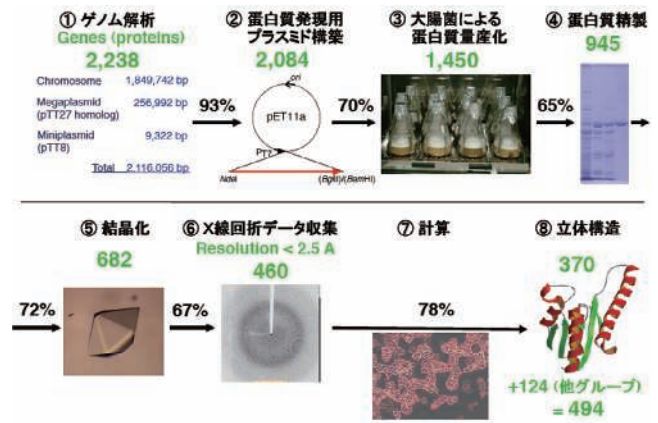 ① ゲノム解析
Genes (proteins)
2,238
Chromosome 1,849,742 bp
Megaplasmid 256,992 bp
(pTT27 homolog)
Miniplasmid 9,322 bp
(pTT8)
Total 2,116,056 bp
93%
② 蛋白質発現用
プラスミド構築
2,084
ori
pET11a
PT7
NdeI
(BglII)/(BamHI)
70%
③ 大腸菌による
蛋白質量産化
1,450
65%
④ 蛋白質精製
945
72%
⑤ 結晶化
682
67%
⑥ X線回折データ収集
Resolution < 2.5 A
460
⑦ 計算
78%
⑧ 立体構造
370
+124 (他グループ)
= 494